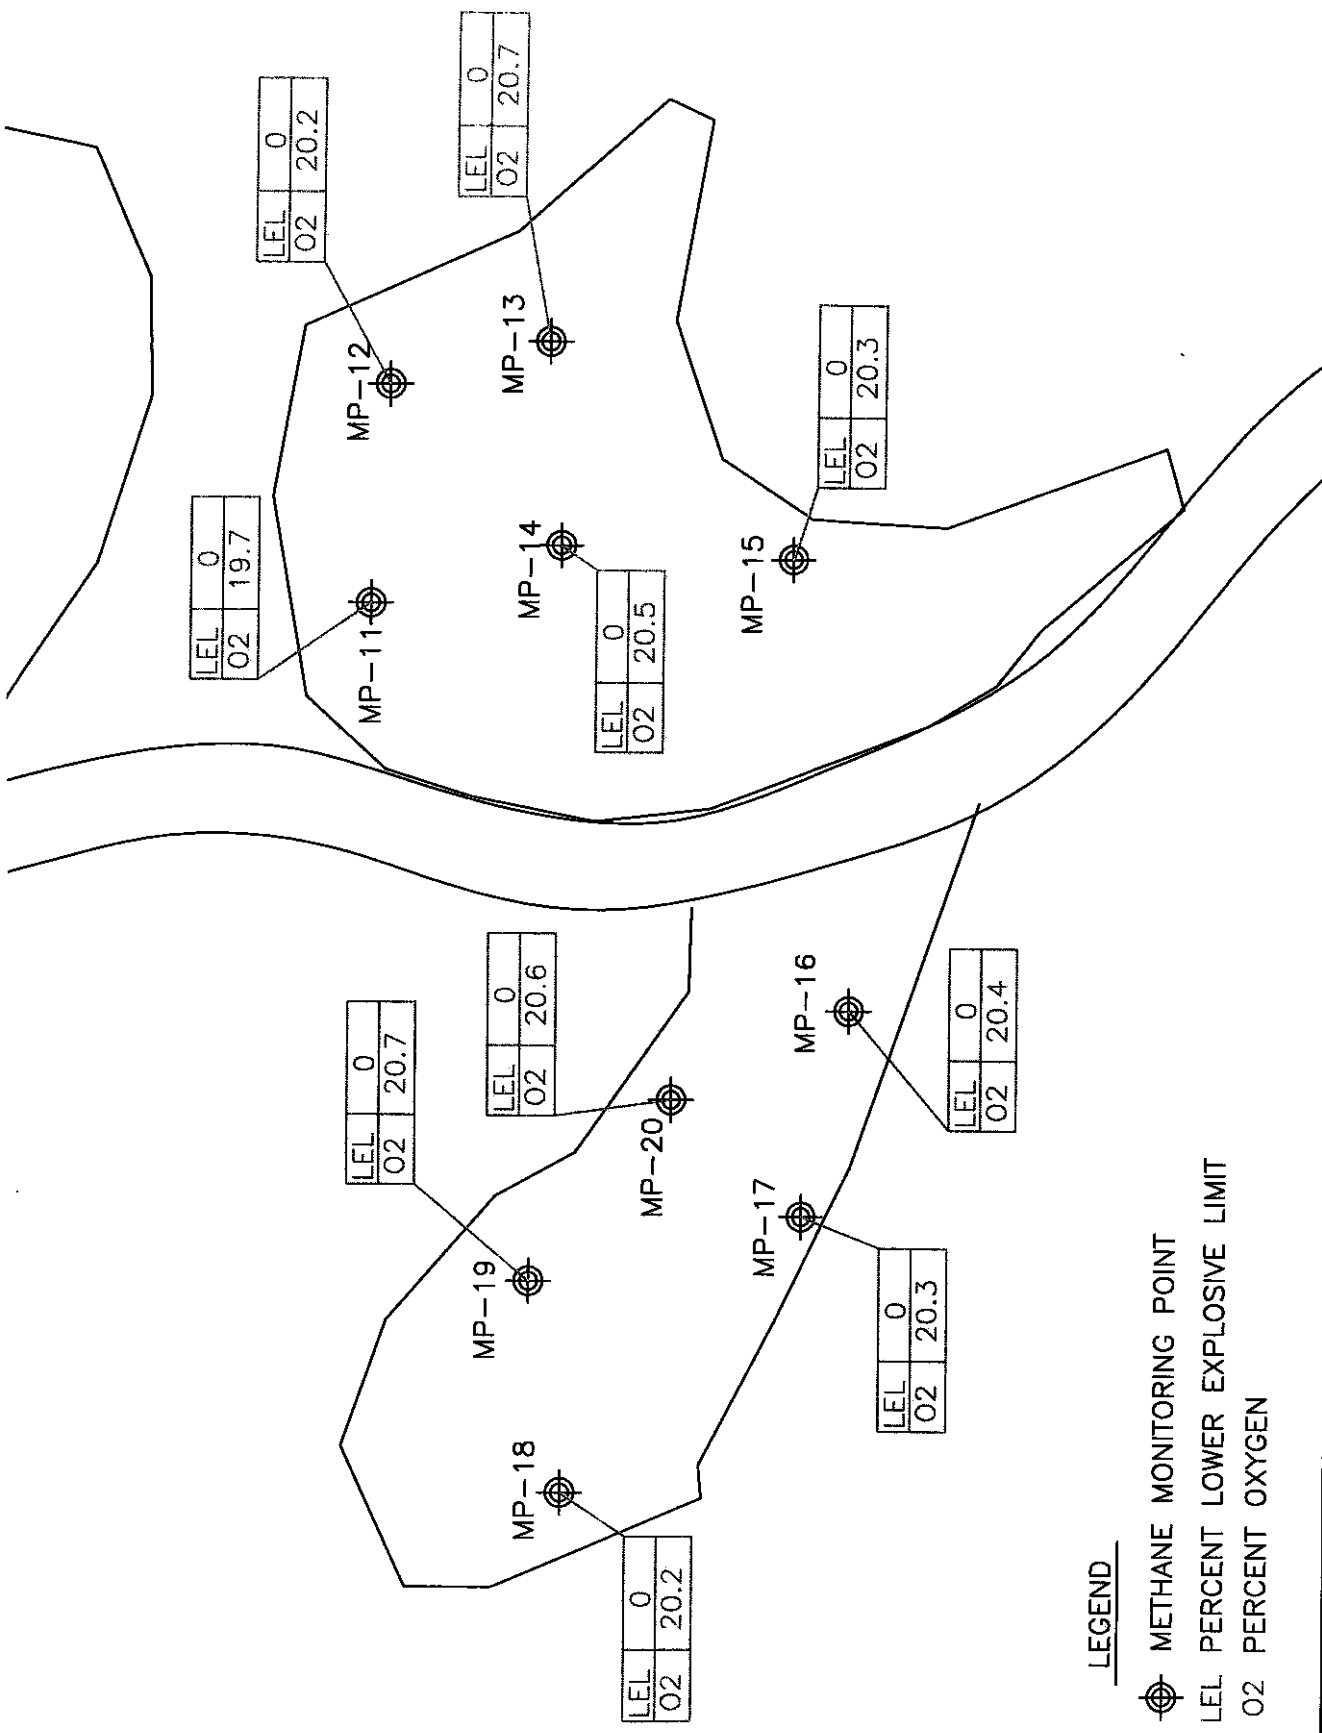 LEL 0
O2 20.2
MP-18
LEL 0
O2 20.7
MP-19
LEL 0
O2 20.6
MP-20
LEL 0
O2 20.3
MP-17
LEL 0
O2 20.4
MP-16
LEL 0
O2 19.7
MP-11
LEL 0
O2 20.2
MP-12
LEL 0
O2 20.7
MP-13
MP-14
LEL 0
O2 20.5
MP-15
LEL 0
O2 20.3
LEGEND
METHANE MONITORING POINT
LEL PERCENT LOWER EXPLOSIVE LIMIT
O2 PERCENT OXYGEN